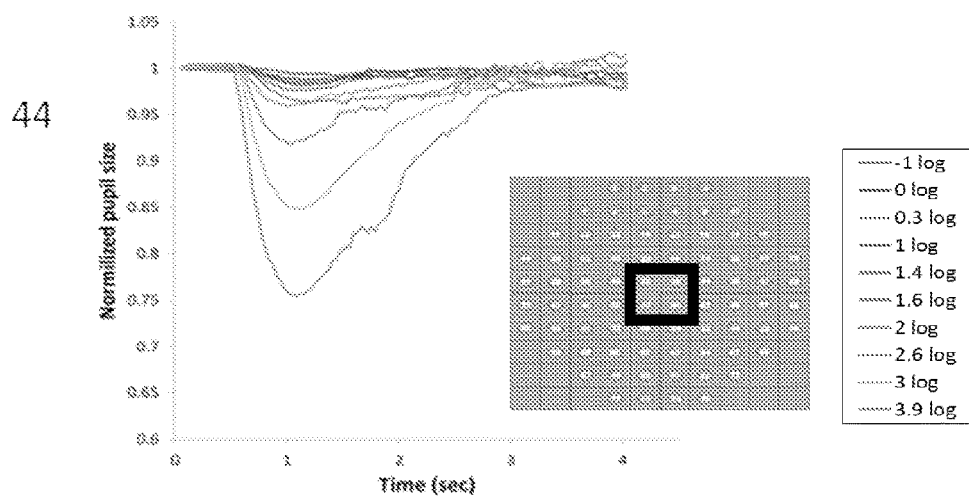 44
Normilized pupil size
1.05
1
0.95
0.9
0.85
0.8
0.75
0.7
0.65
0.6
0
1
2
3
4
Time (sec)
-1 log
0 log
0.3 log
1 log
1.4 log
1.6 log
2 log
2.6 log
3 log
3.9 log